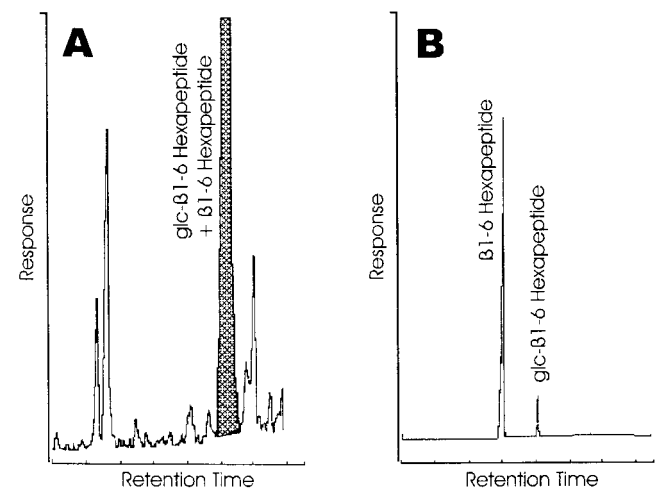 A
glc-ß1-6 Hexapeptide
+ ß1-6 Hexapeptide
Response
Retention Time
B
ß1-6 Hexapeptide
glc-ß1-6 Hexapeptide
Response
Retention Time